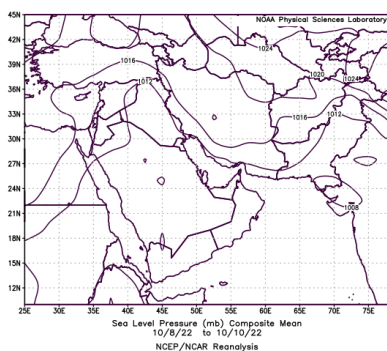 NOAA Physical Sciences Laboratory
45N
42N
39N
36N
33N
30N
27N
24N
21N
18N
15N
12N
1024
1020
1024
1016
1012
1016
1012
1008
25E 30E 35E 40E 45E 50E 55E 60E 65E 70E 75E
Sea Level Pressure (mb) Composite Mean
10/8/22 to 10/10/22
NCEP/NCAR Reanalysis